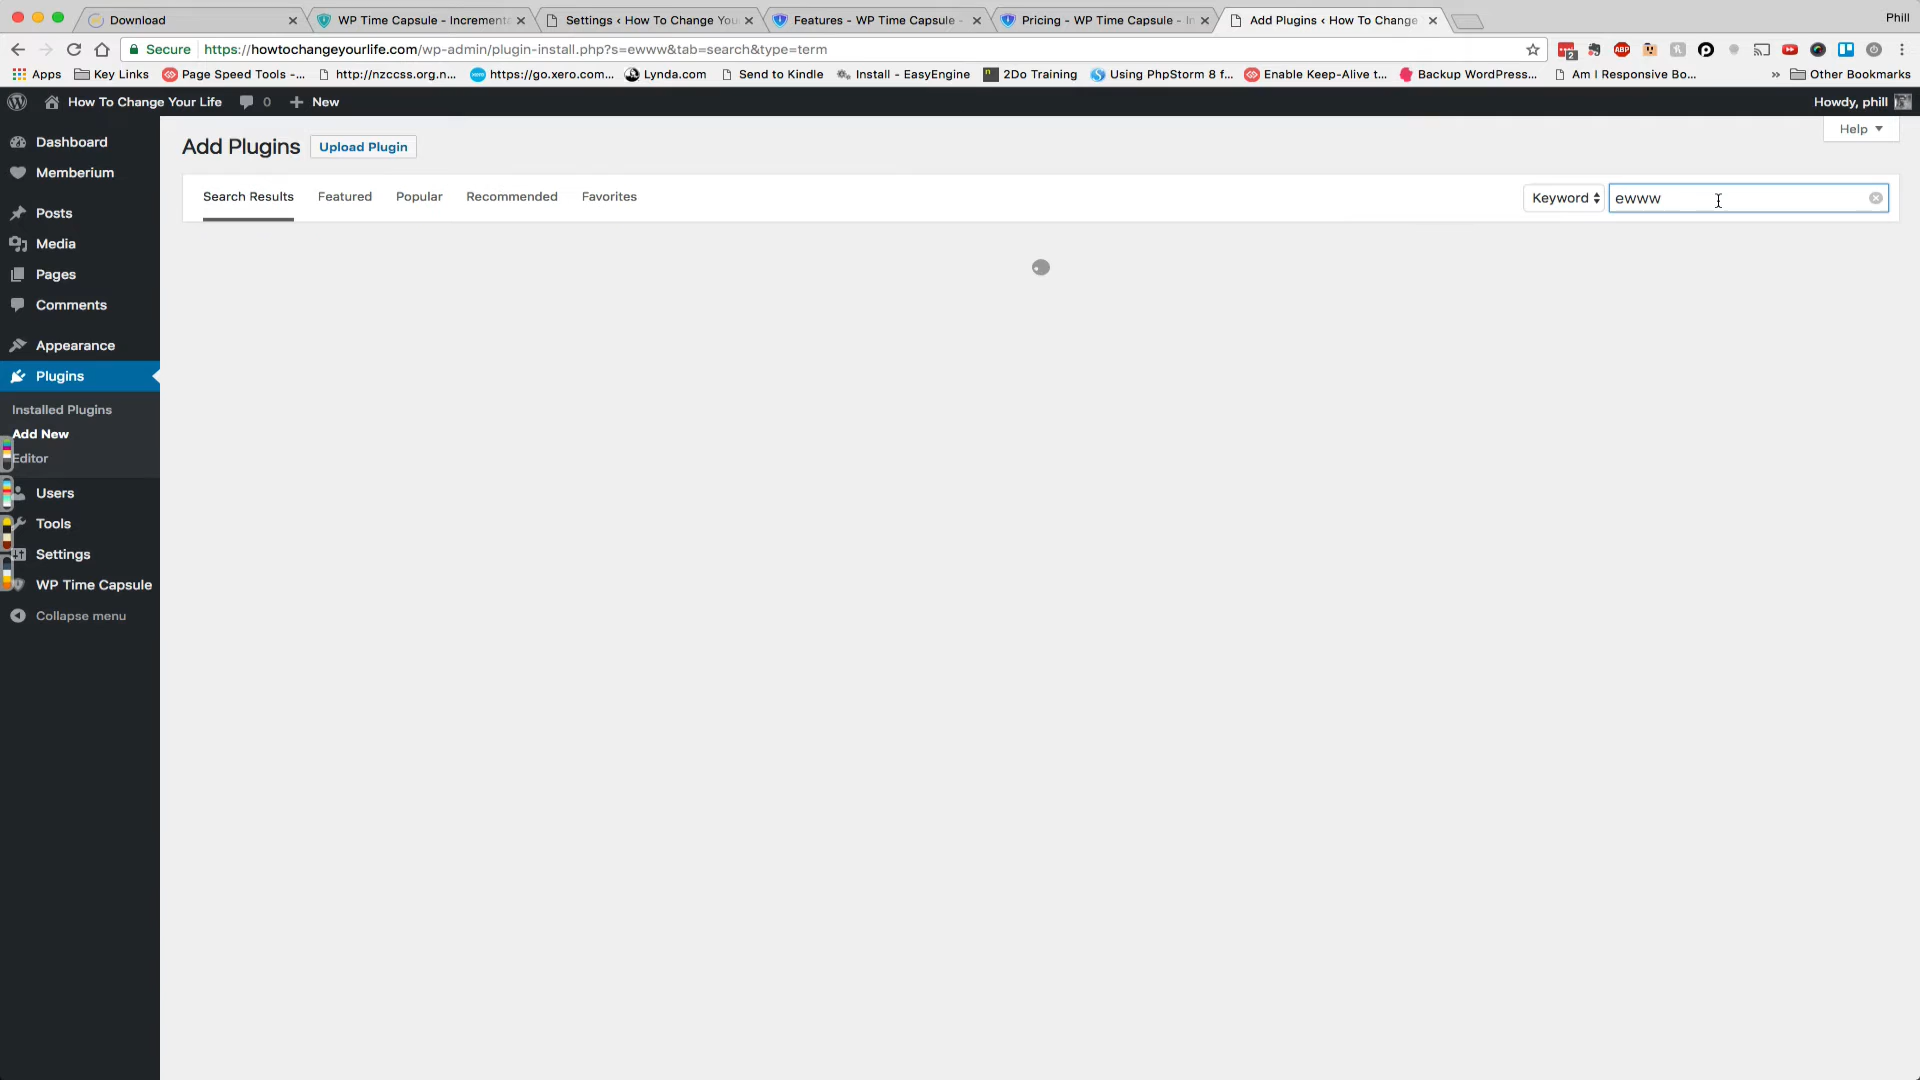 Download
WP Time Capsule - Increment
Settings ‹ How To Change You
Features - WP Time Capsule -
Pricing - WP Time Capsule - In
Add Plugins ‹ How To Change
Phill
Secure
https://howtochangeyourlife.com/wp-admin/plugin-install.php?s=ewww&tab=search&type=term
Apps
Key Links
Page Speed Tools -...
http://nzccss.org.n...
https://go.xero.com...
Lynda.com
Send to Kindle
Install - EasyEngine
2Do Training
Using PhpStorm 8 f...
Enable Keep-Alive t...
Backup WordPress...
Am I Responsive Bo...
»
Other Bookmarks
How To Change Your Life
0
New
Howdy, phill
Dashboard
Memberium
Posts
Media
Pages
Comments
Appearance
Plugins
Installed Plugins
Add New
Editor
Users
Tools
Settings
WP Time Capsule
Collapse menu
Add Plugins
Upload Plugin
Help
Search Results
Featured
Popular
Recommended
Favorites
Keyword
ewww